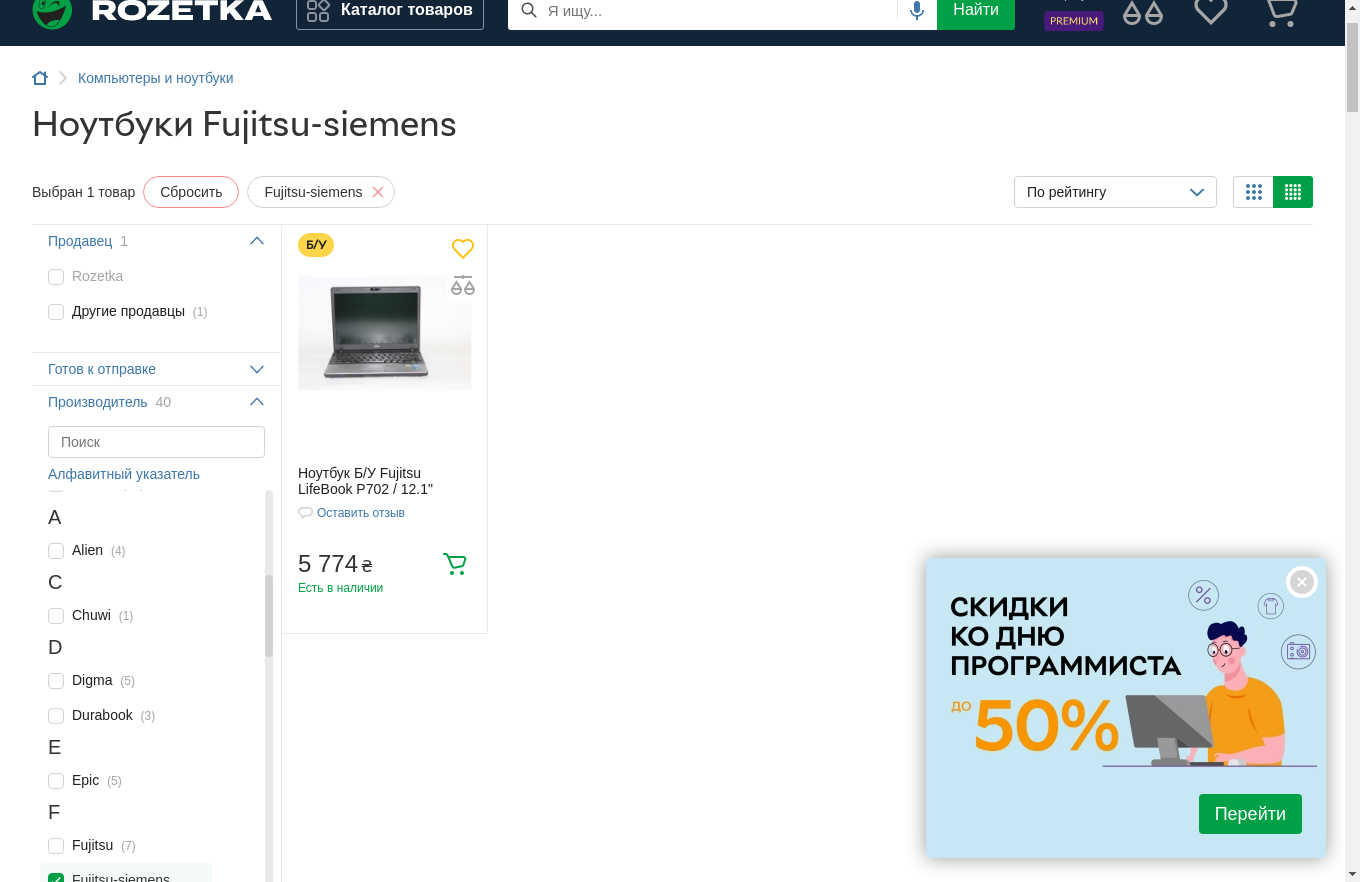 ROZETKA
Каталог товаров
Я ищу...
Найти
PREMIUM
Компьютеры и ноутбуки
Ноутбуки Fujitsu-siemens
Выбран 1 товар
Сбросить
Fujitsu-siemens
По рейтингу
Продавец 1
Rozetka
Другие продавцы (1)
Готов к отправке
Производитель 40
Поиск
Алфавитный указатель
A
Alien (4)
C
Chuwi (1)
D
Digma (5)
Durabook (3)
E
Epic (5)
F
Fujitsu (7)
Fujitsu-siemens
Б/У
Ноутбук Б/У Fujitsu
LifeBook P702 / 12.1"
Оставить отзыв
5 774 ₴
Есть в наличии
СКИДКИ
КО ДНЮ
ПРОГРАММИСТА
ДО 50%
Перейти